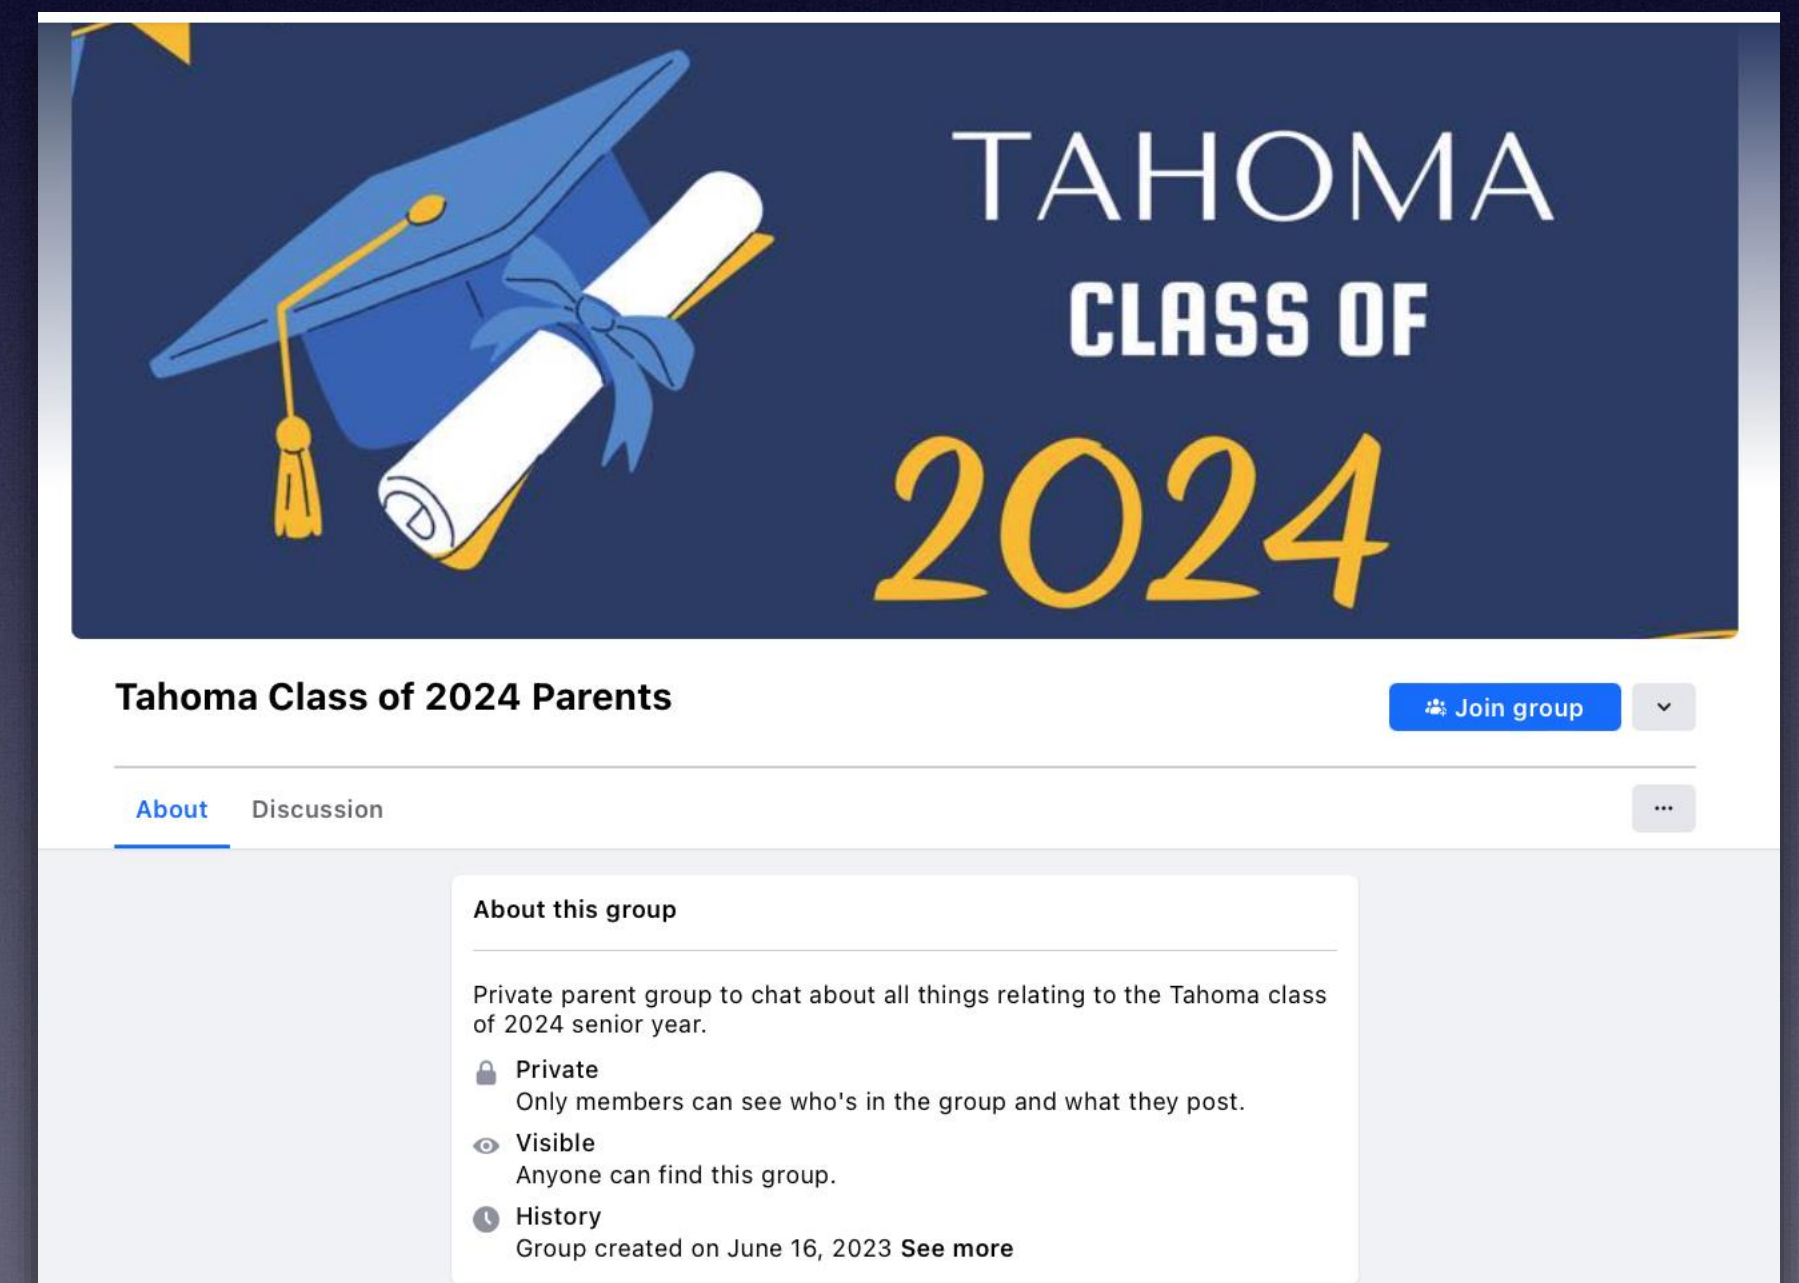 TAHOMA
CLASS OF
2024
Tahoma Class of 2024 Parents
Join group
About Discussion
...
About this group
Private parent group to chat about all things relating to the Tahoma class
of 2024 senior year.
Private
Only members can see who's in the group and what they post.
Visible
Anyone can find this group.
History
Group created on June 16, 2023 See more